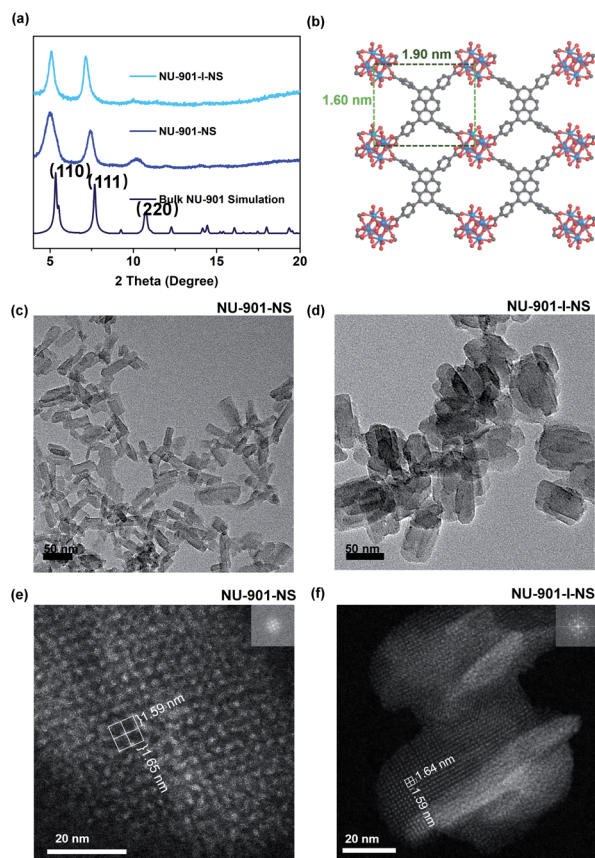 (a)
NU-901-I-NS
NU-901-NS
(110)
(111)
Bulk NU-901 Simulation
(220)
5
10
15
20
2 Theta (Degree)
(b)
1.90 nm
1.60 nm
(c)
NU-901-NS
50 nm
(d)
NU-901-I-NS
50 nm
(e)
NU-901-NS
1.59 nm
1.65 nm
20 nm
(f)
NU-901-I-NS
1.64 nm
1.59 nm
20 nm